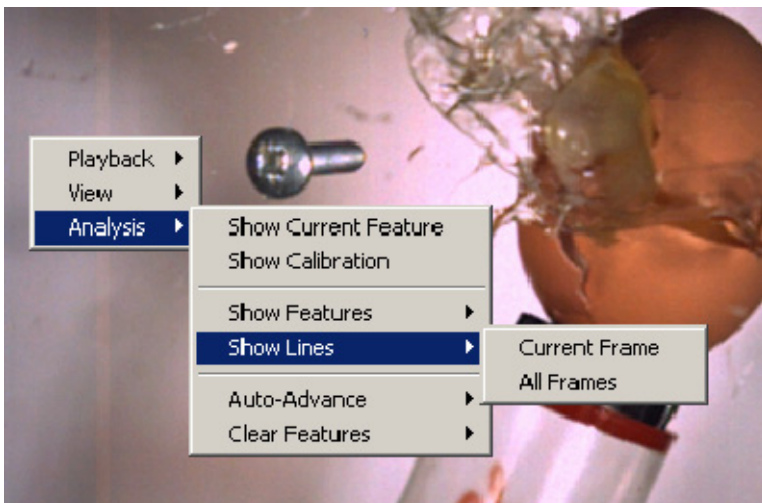 Playback
View
Analysis
Show Current Feature
Show Calibration
Show Features
Show Lines
Auto-Advance
Clear Features
Current Frame
All Frames